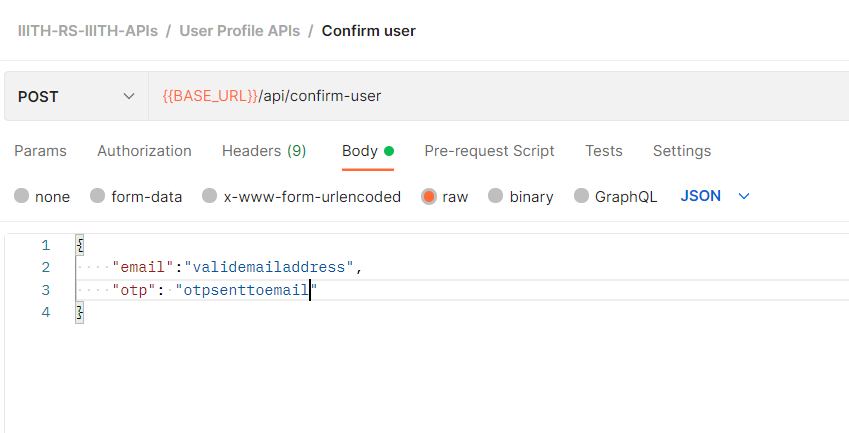 IIITH-RS-IIITH-APIs / User Profile APIs / Confirm user
POST {{BASE_URL}}/api/confirm-user
Params Authorization Headers (9) Body Pre-request Script Tests Settings
none form-data x-www-form-urlencoded raw binary GraphQL JSON
1 {
2 ····"email":"validemailaddress",
3 ····"otp":·"otpsenttoemail"
4 }